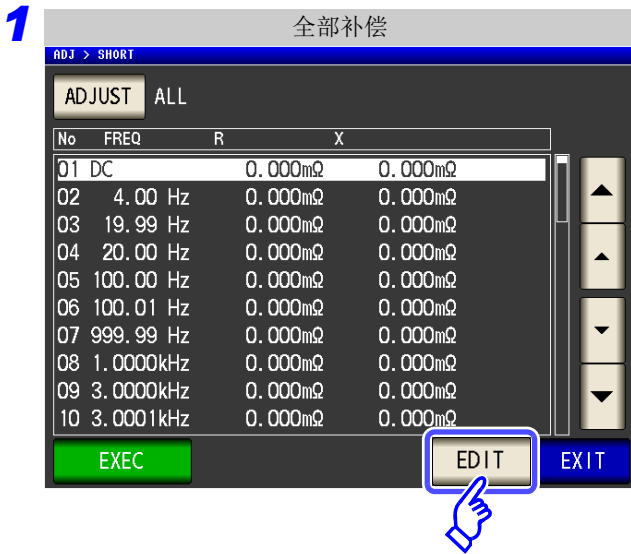 1
全部补偿
ADJ > SHORT
ADJUST ALL
No FREQ R X
01 DC 0.000mΩ 0.000mΩ
02 4.00 Hz 0.000mΩ 0.000mΩ
03 19.99 Hz 0.000mΩ 0.000mΩ
04 20.00 Hz 0.000mΩ 0.000mΩ
05 100.00 Hz 0.000mΩ 0.000mΩ
06 100.01 Hz 0.000mΩ 0.000mΩ
07 999.99 Hz 0.000mΩ 0.000mΩ
08 1.0000kHz 0.000mΩ 0.000mΩ
09 3.0000kHz 0.000mΩ 0.000mΩ
10 3.0001kHz 0.000mΩ 0.000mΩ
EXEC EDIT EXIT